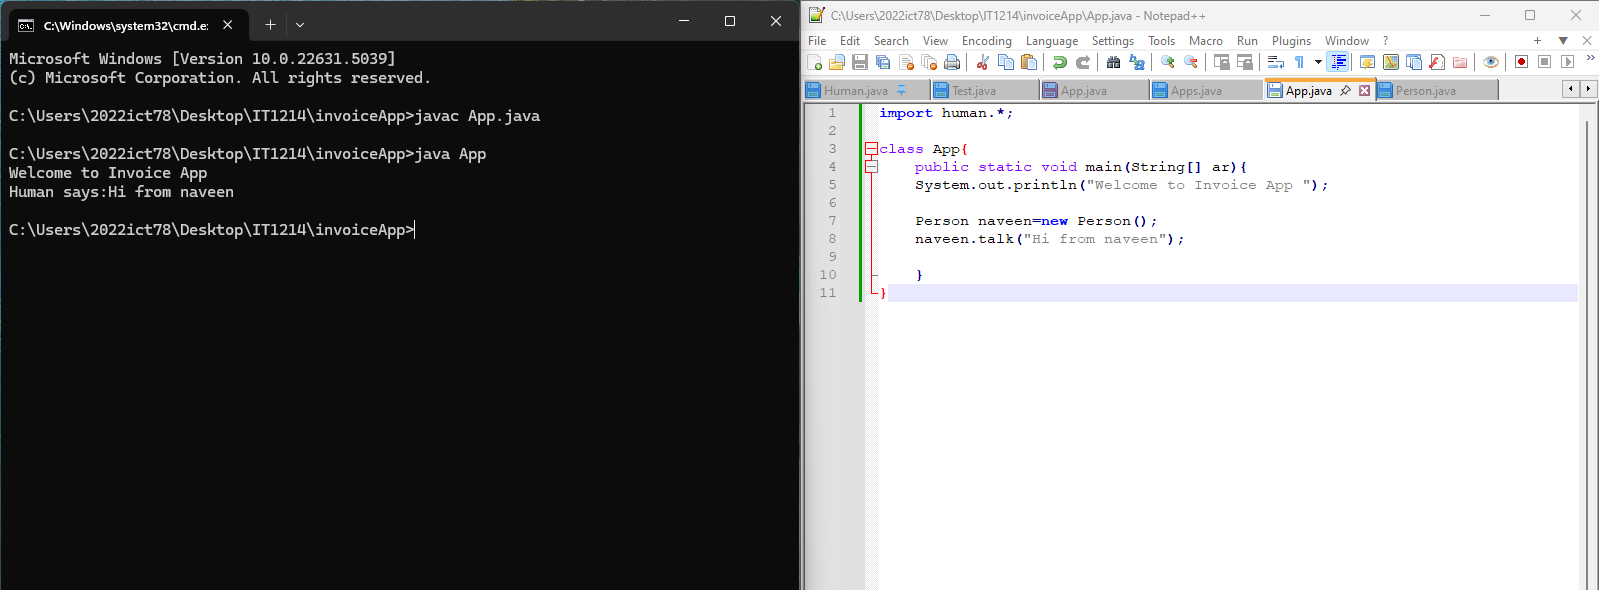 C:\Windows\system32\cmd.e:
Microsoft Windows [Version 10.0.22631.5039]
(c) Microsoft Corporation. All rights reserved.
C:\Users\2022ict78\Desktop\IT1214\invoiceApp>javac App.java
C:\Users\2022ict78\Desktop\IT1214\invoiceApp>java App
Welcome to Invoice App
Human says:Hi from naveen
C:\Users\2022ict78\Desktop\IT1214\invoiceApp>
C:\Users\2022ict78\Desktop\IT1214\invoiceApp\App.java - Notepad++
File Edit Search View Encoding Language Settings Tools Macro Run Plugins Window ?
Human.java Test.java App.java Apps.java App.java Person.java
1 import human.*;
2
3 class App{
4 public static void main(String[] ar){
5 System.out.println("Welcome to Invoice App ");
6
7 Person naveen=new Person();
8 naveen.talk("Hi from naveen");
9
10 }
11 }